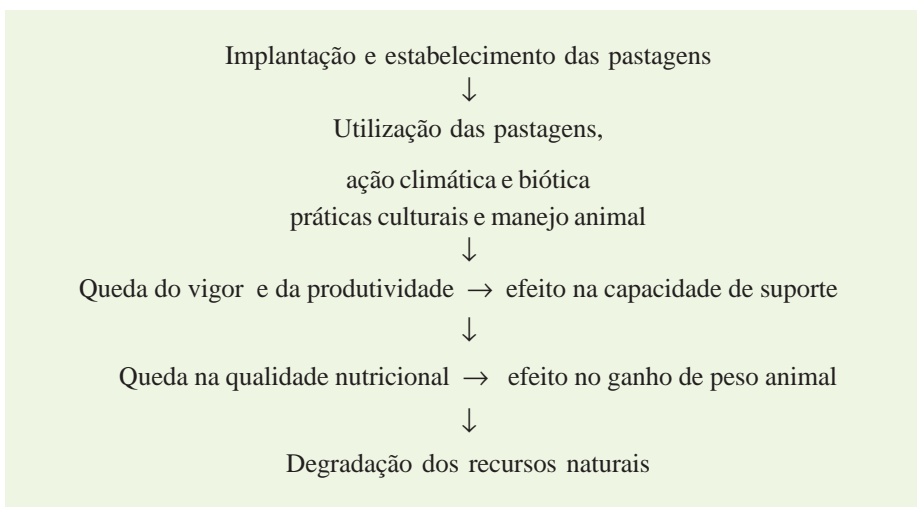 Implantação e estabelecimento das pastagens
↓
Utilização das pastagens,
ação climática e biótica
práticas culturais e manejo animal
↓
Queda do vigor e da produtividade → efeito na capacidade de suporte
↓
Queda na qualidade nutricional → efeito no ganho de peso animal
↓
Degradação dos recursos naturais